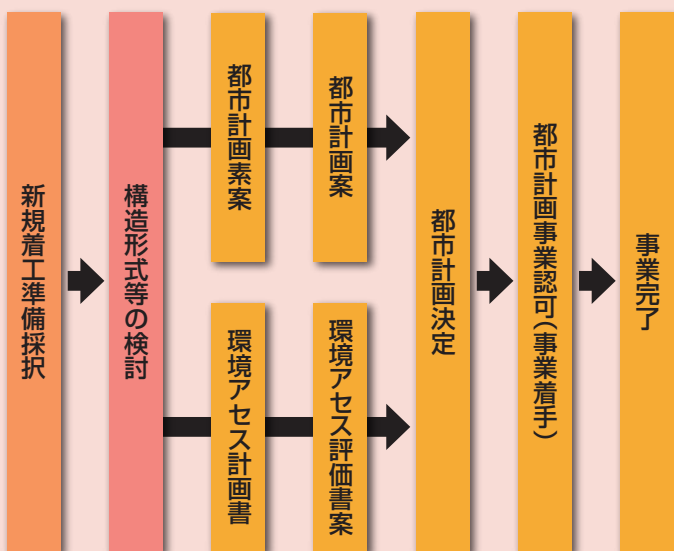 新規着工準備採択
構造形式等の検討
都市計画素案
都市計画案
環境アセス計画書
環境アセス評価書案
都市計画決定
都市計画事業認可(事業着手)
事業完了